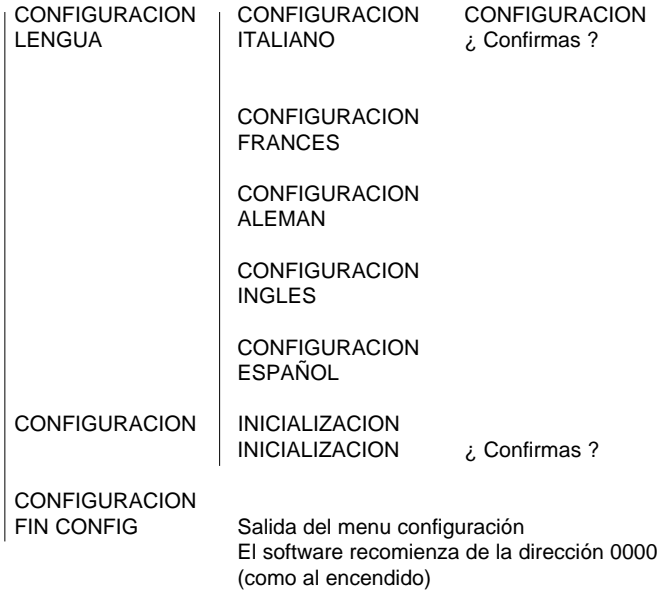 CONFIGURACION CONFIGURACION CONFIGURACION
LENGUA ITALIANO ¿ Confirmas ?
CONFIGURACION
FRANCES
CONFIGURACION
ALEMAN
CONFIGURACION
INGLES
CONFIGURACION
ESPAÑOL
CONFIGURACION INICIALIZACION
INICIALIZACION ¿ Confirmas ?
CONFIGURACION
FIN CONFIG Salida del menu configuración
El software recomienza de la dirección 0000
(como al encendido)